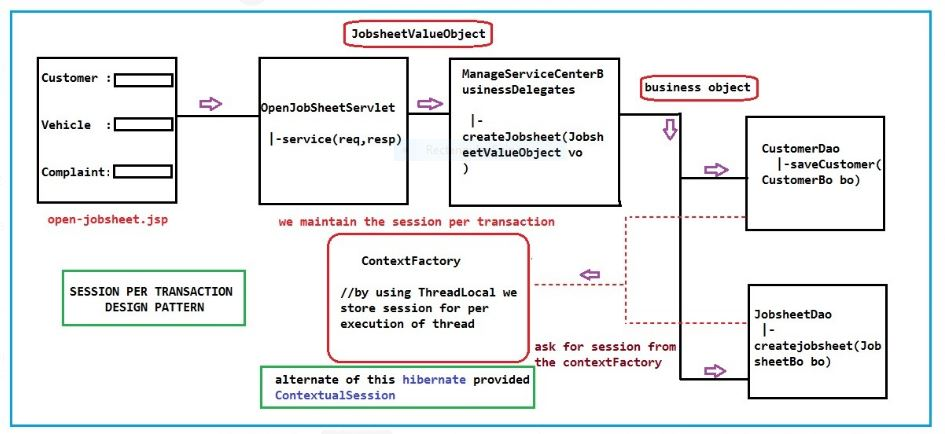 JobsheetValueObject
Customer :
Vehicle :
Complaint:
open-jobsheet.jsp
OpenJobSheetServlet
|-service(req,resp)
ManageServiceCenterB
usinessDelegates
|-
createJobsheet(Jobsh
eetValueObject vo
)
business object
CustomerDao
|-saveCustomer(
CustomerBo bo)
we maintain the session per transaction
ContextFactory
//by using ThreadLocal we
store session for per
execution of thread
SESSION PER TRANSACTION
DESIGN PATTERN
JobsheetDao
|-
createjobsheet(Job
sheetBo bo)
ask for session from
the contextFactory
alternate of this hibernate provided
ContextualSession